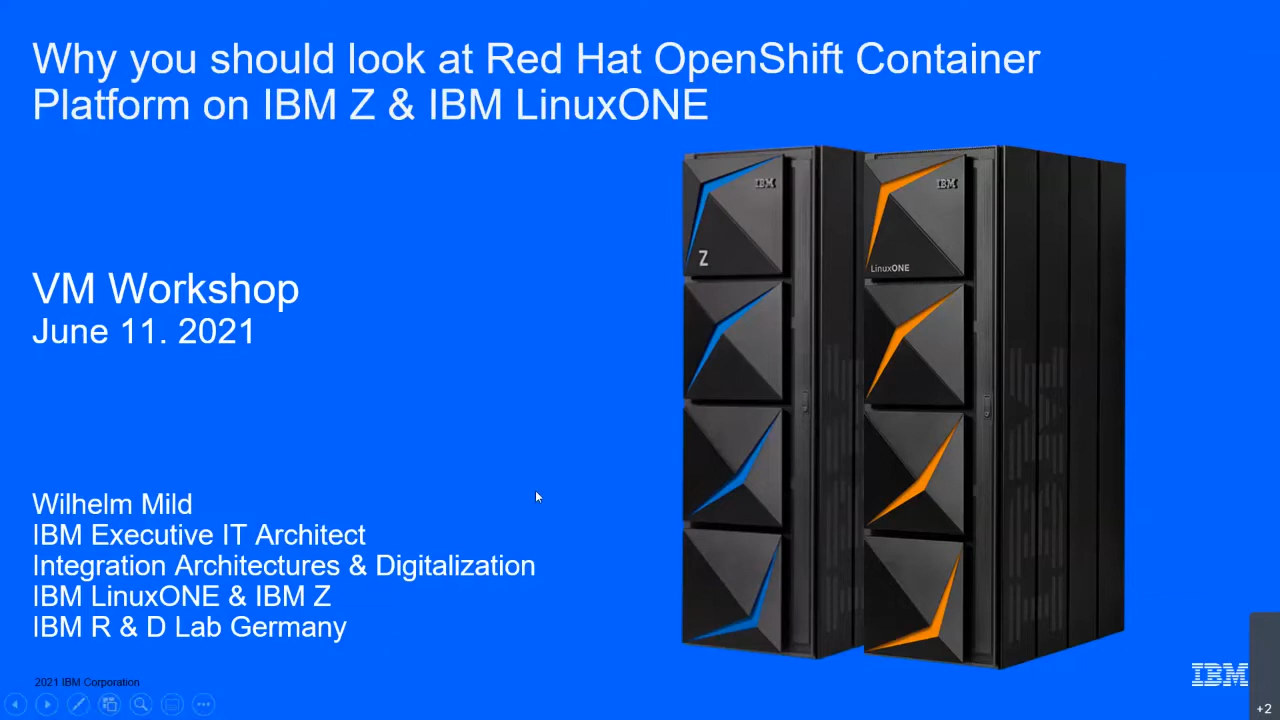 Why you should look at Red Hat OpenShift Container
Platform on IBM Z & IBM LinuxONE
IBM
IBM
Z
LinuxONE
VM Workshop
June 11. 2021
IBM
Wilhelm Mild
IBM Executive IT Architect
Integration Architectures & Digitalization
IBM LinuxONE & IBM Z
IBM R & D Lab Germany
2021 IBM Corporation
IBM
+2